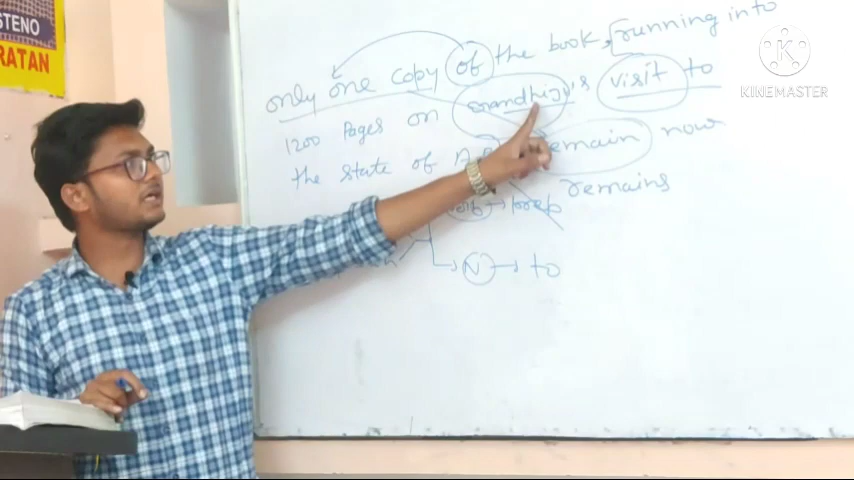 STENO
RATAN
only one copy of the book, running into
1200 Pages on Gandhiji's visit to
the state of A.P. remain now
remains
→ prep
N → to
KINEMASTER